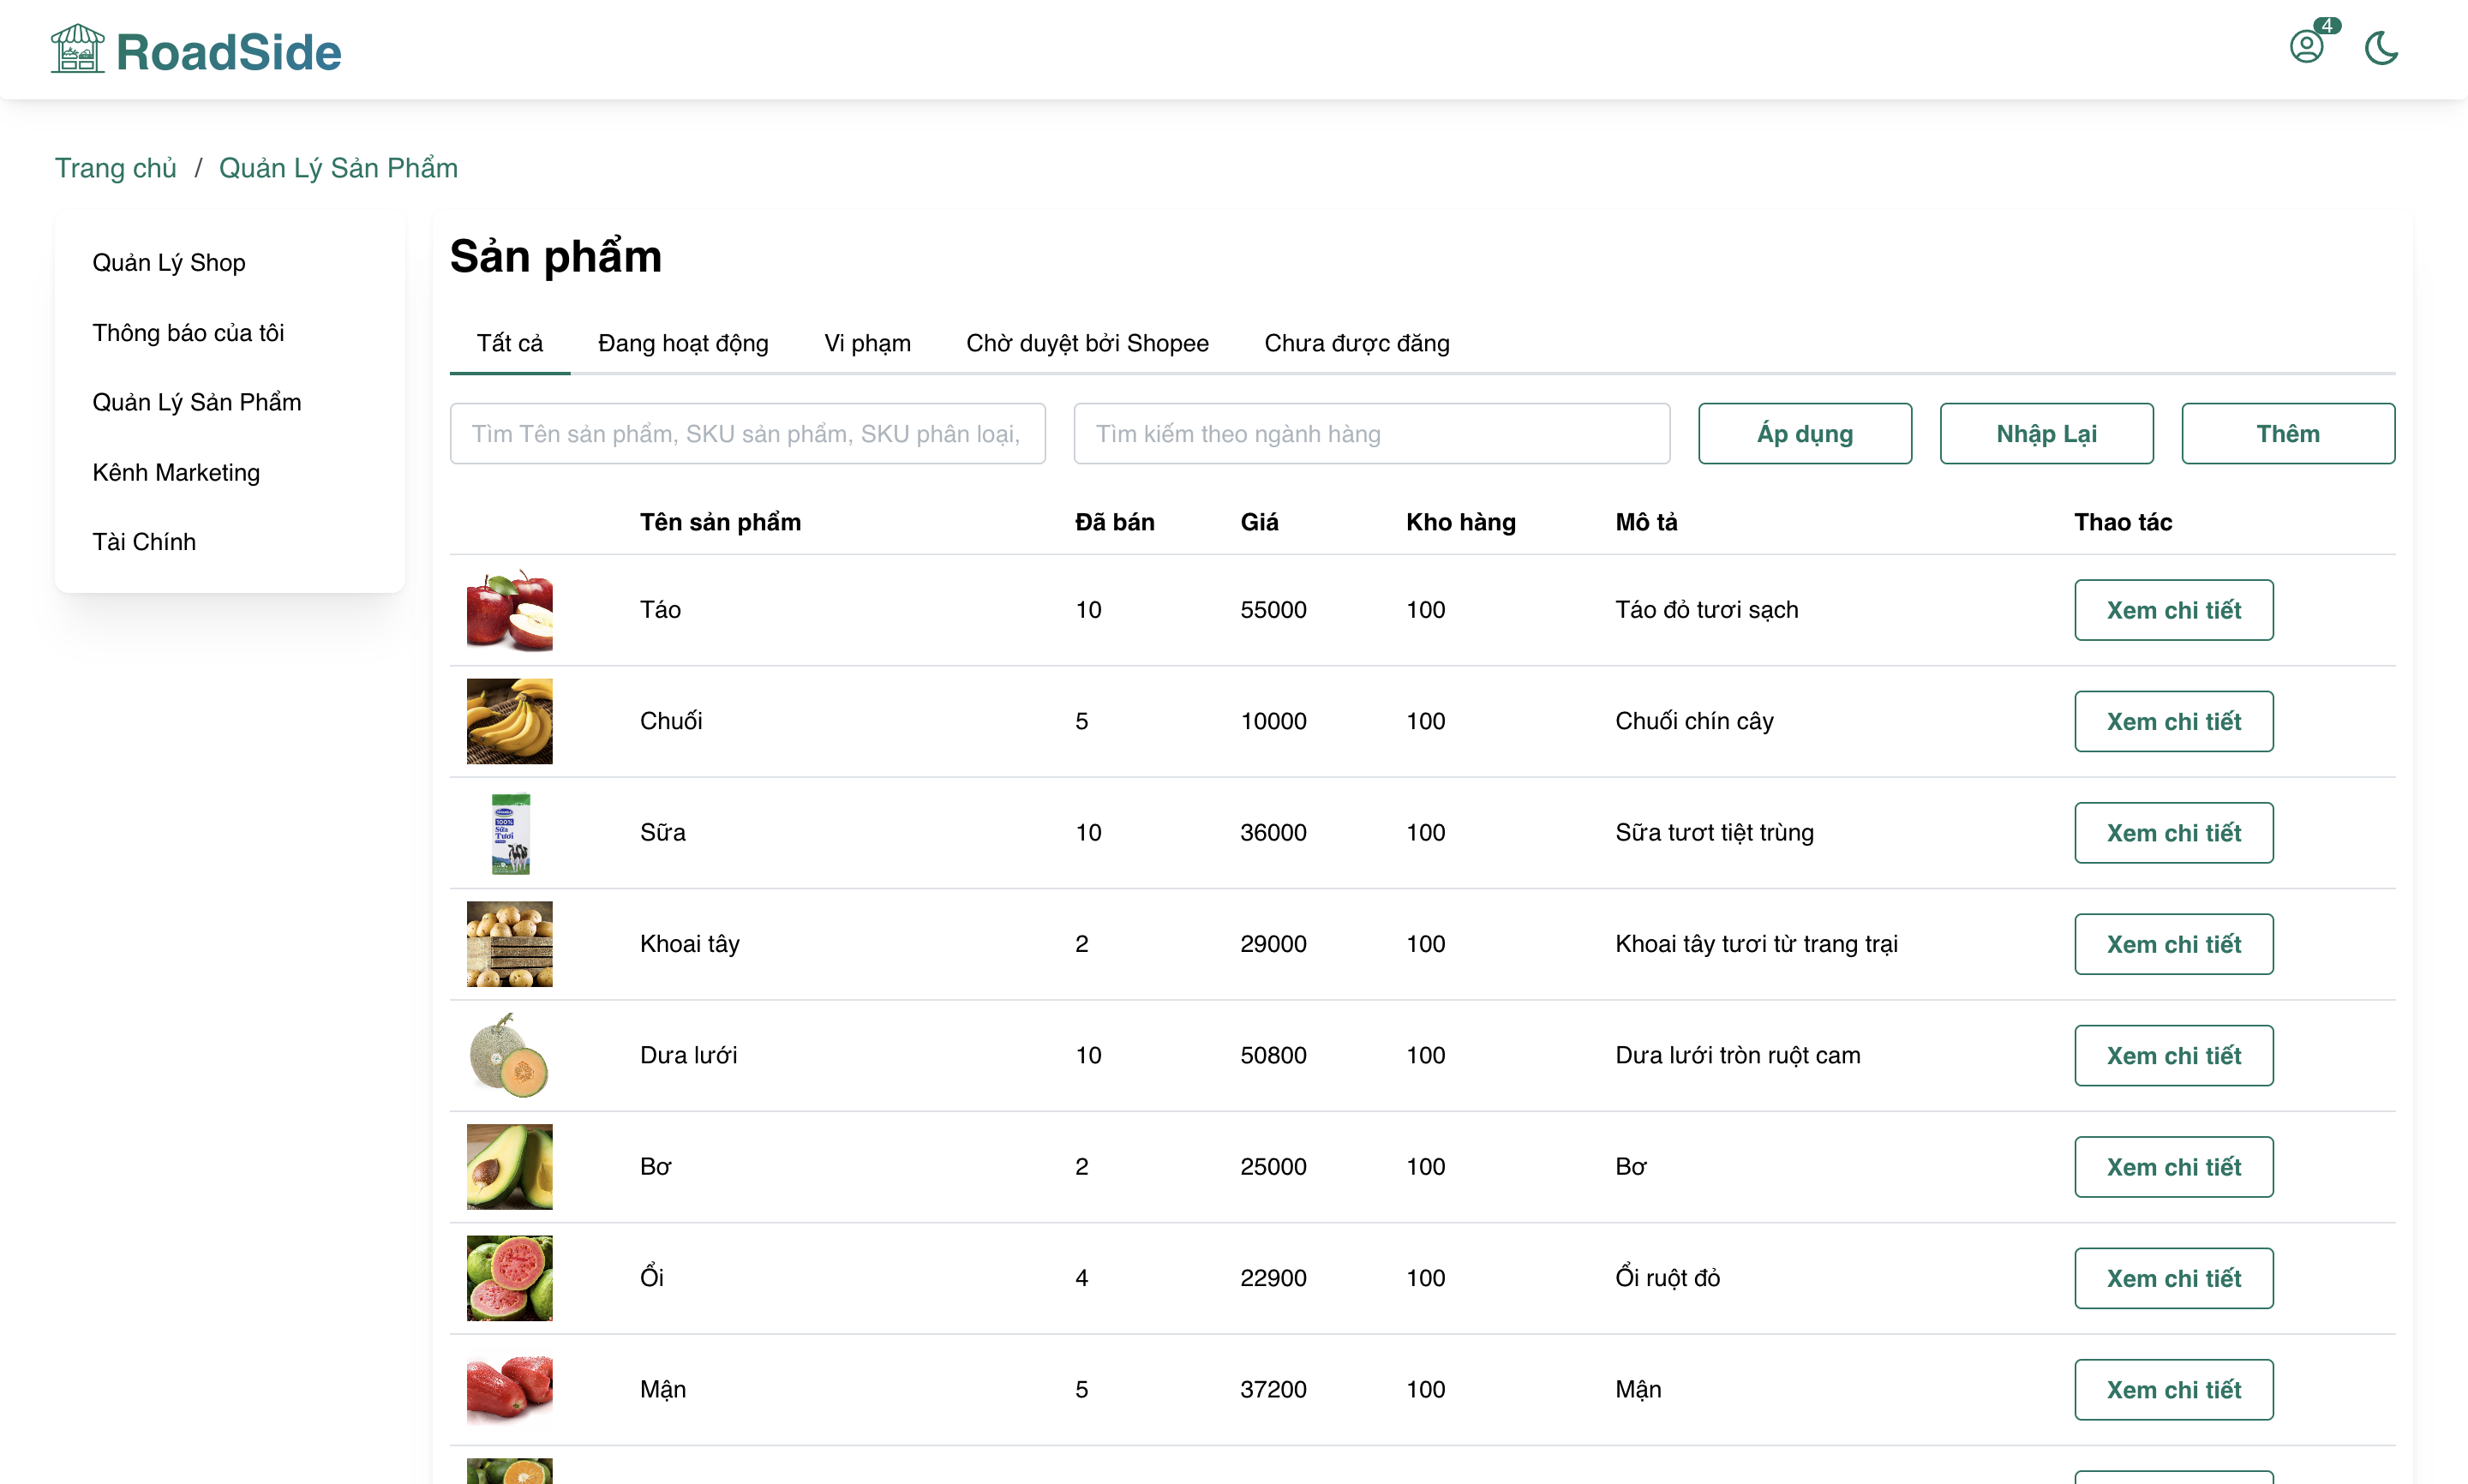 RoadSide
4
Trang chủ / Quản Lý Sản Phẩm
Quản Lý Shop
Thông báo của tôi
Quản Lý Sản Phẩm
Kênh Marketing
Tài Chính
Sản phẩm
Tất cả Đang hoạt động Vi phạm Chờ duyệt bởi Shopee Chưa được đăng
Tìm Tên sản phẩm, SKU sản phẩm, SKU phân loại, Tìm kiếm theo ngành hàng Áp dụng Nhập Lại Thêm
Tên sản phẩm Đã bán Giá Kho hàng Mô tả Thao tác
Táo 10 55000 100 Táo đỏ tươi sạch Xem chi tiết
Chuối 5 10000 100 Chuối chín cây Xem chi tiết
100%
Sữa
Tươi
Sữa 10 36000 100 Sữa tươt tiệt trùng Xem chi tiết
Khoai tây 2 29000 100 Khoai tây tươi từ trang trại Xem chi tiết
Dưa lưới 10 50800 100 Dưa lưới tròn ruột cam Xem chi tiết
Bơ 2 25000 100 Bơ Xem chi tiết
Ổi 4 22900 100 Ổi ruột đỏ Xem chi tiết
Mận 5 37200 100 Mận Xem chi tiết